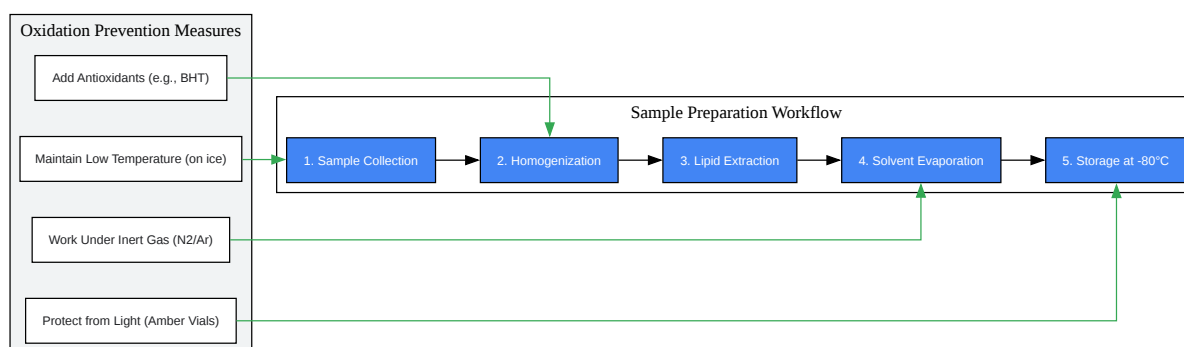 Oxidation Prevention Measures
Add Antioxidants (e.g., BHT)
Maintain Low Temperature (on ice)
Work Under Inert Gas (N2/Ar)
Protect from Light (Amber Vials)
Sample Preparation Workflow
1. Sample Collection
2. Homogenization
3. Lipid Extraction
4. Solvent Evaporation
5. Storage at -80°C